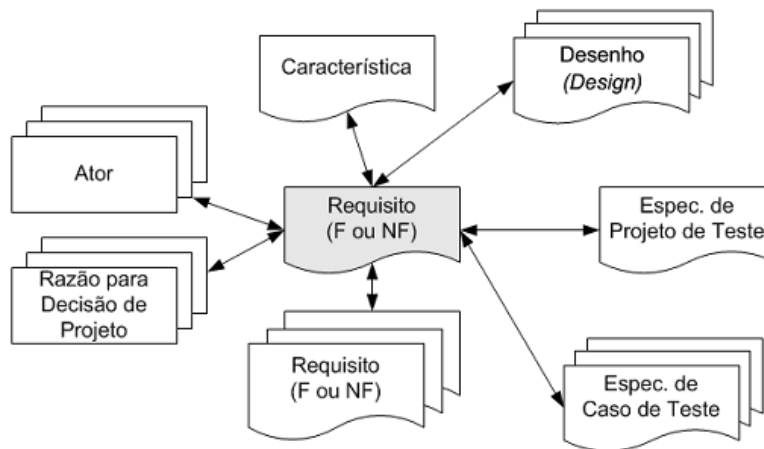 Característica
Desenho
(Design)
Ator
Requisito
(F ou NF)
Espec. de
Projeto de Teste
Razão para
Decisão de
Projeto
Requisito
(F ou NF)
Espec. de
Caso de Teste